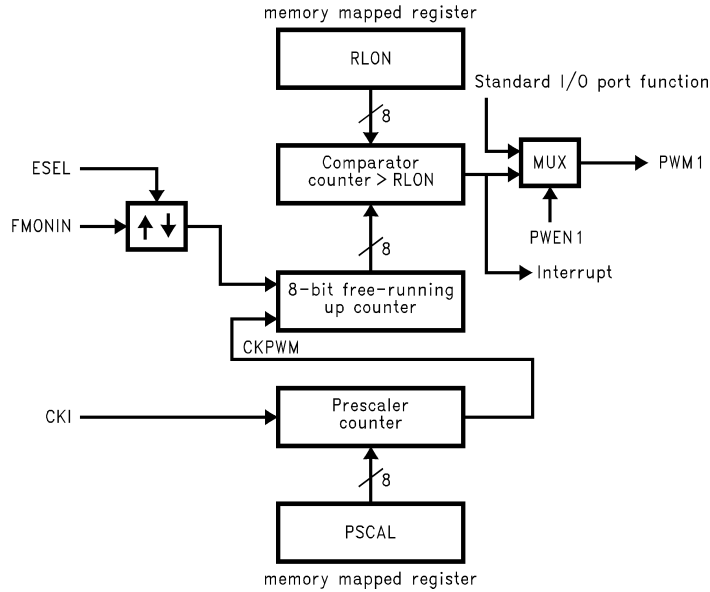 memory mapped register
RLON
8
Standard I/O port function
Comparator
counter > RLON
MUX
PWM1
ESEL
FMONIN
PWEN1
8
Interrupt
8-bit free-running
up counter
CKPWM
CKI
Prescaler
counter
8
PSCAL
memory mapped register